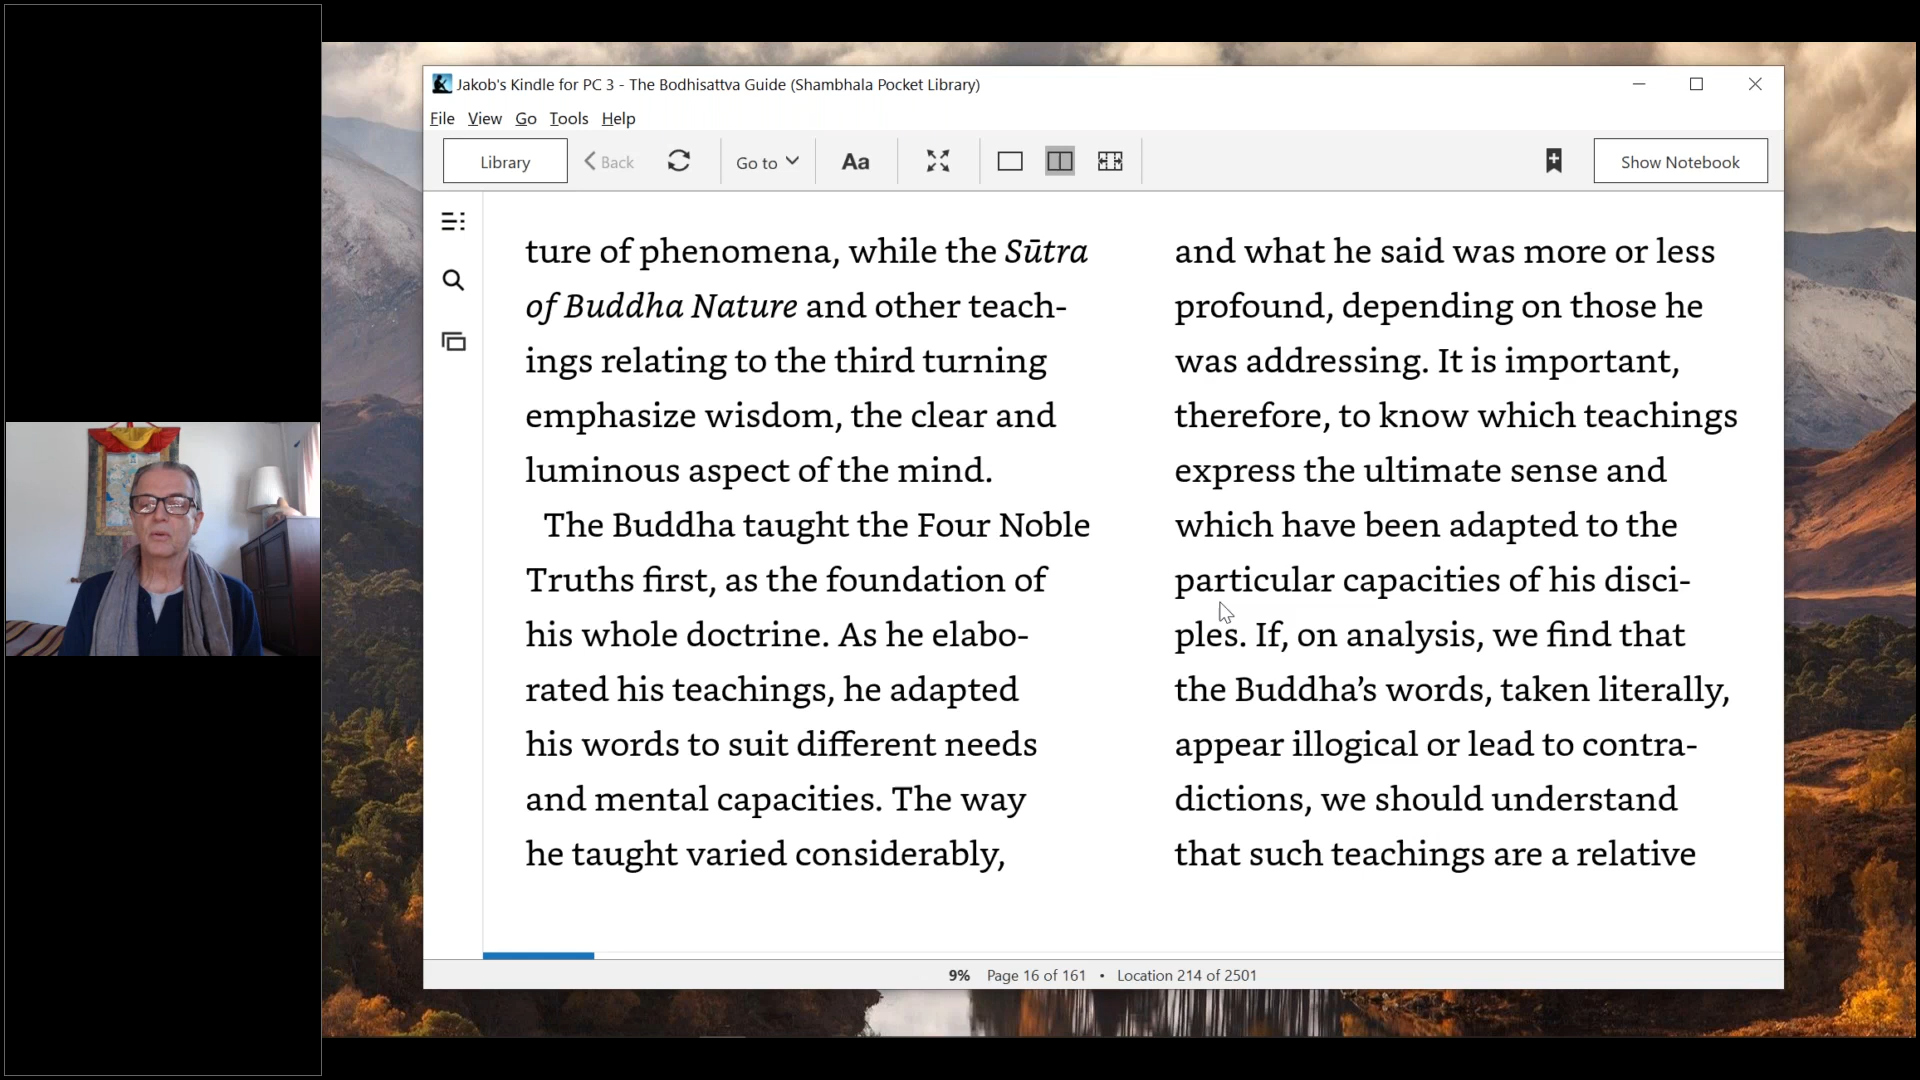 Jakob's Kindle for PC 3 - The Bodhisattva Guide (Shambhala Pocket Library)
File View Go Tools Help
Library Back Go to Aa Show Notebook
ture of phenomena, while the Sūtra
of Buddha Nature and other teach-
ings relating to the third turning
emphasize wisdom, the clear and
luminous aspect of the mind.
The Buddha taught the Four Noble
Truths first, as the foundation of
his whole doctrine. As he elabo-
rated his teachings, he adapted
his words to suit different needs
and mental capacities. The way
he taught varied considerably,
and what he said was more or less
profound, depending on those he
was addressing. It is important,
therefore, to know which teachings
express the ultimate sense and
which have been adapted to the
particular capacities of his disci-
ples. If, on analysis, we find that
the Buddha’s words, taken literally,
appear illogical or lead to contra-
dictions, we should understand
that such teachings are a relative
9% Page 16 of 161 • Location 214 of 2501